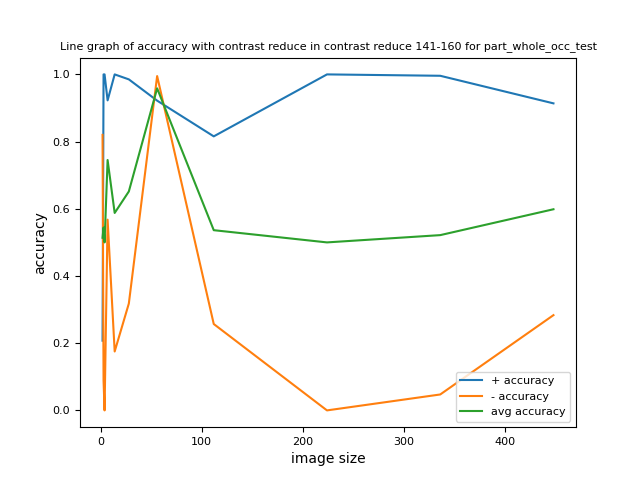 Line graph of accuracy with contrast reduce in contrast reduce 141-160 for part_whole_occ_test
1.0
0.8
0.6
0.4
0.2
0.0
accuracy
0 100 200 300 400
image size
+ accuracy
- accuracy
avg accuracy